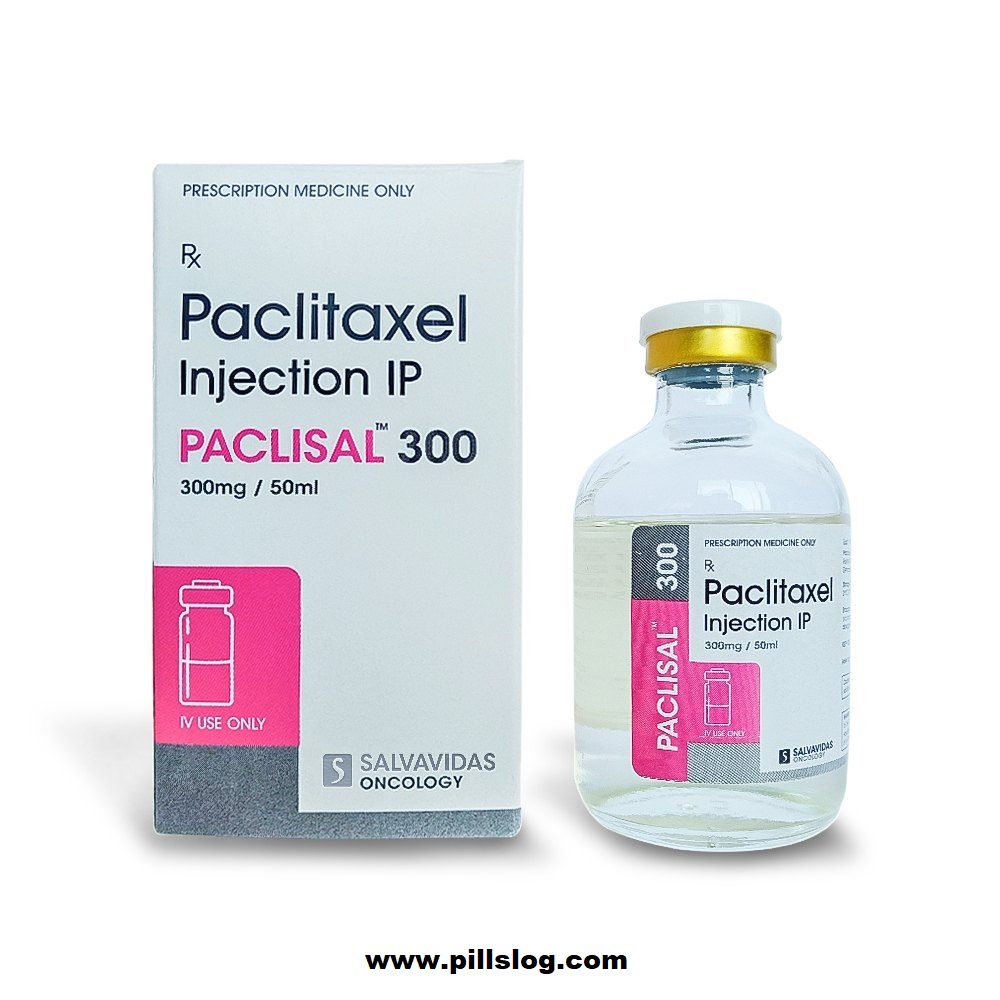 PRESCRIPTION MEDICINE ONLY
Rx
Paclitaxel
Injection IP
PACLISAL™ 300
300mg / 50ml
IV USE ONLY
S SALVAVIDAS
ONCOLOGY
PACLISAL™ 300
PRESCRIPTION MEDICINE ONLY
Rx
Paclitaxel
Injection IP
300mg / 50ml
IV USE ONLY
S SALVAVIDAS
ONCOLOGY
www.pillslog.com